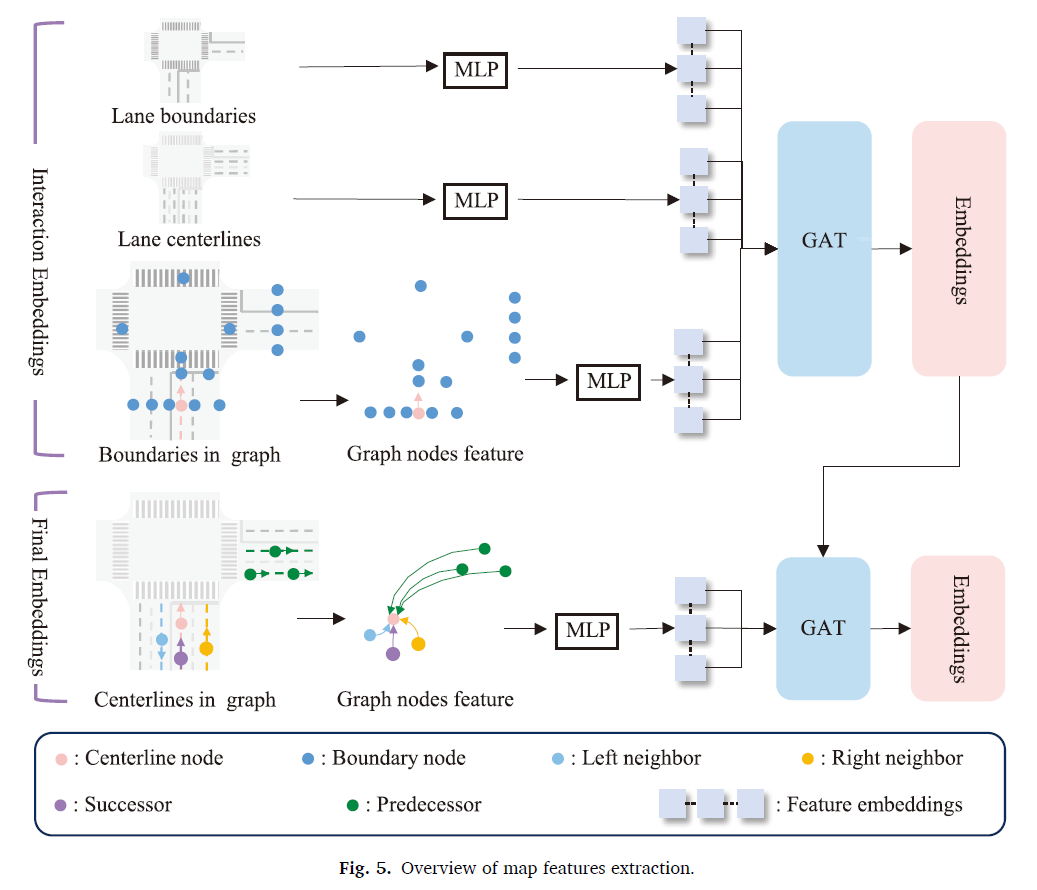 Interaction Embeddings
Lane boundaries
MLP
Lane centerlines
MLP
GAT
Embeddings
Boundaries in graph
Graph nodes feature
MLP
Final Embeddings
Centerlines in graph
Graph nodes feature
MLP
GAT
Embeddings
: Centerline node
: Boundary node
: Left neighbor
: Right neighbor
: Successor
: Predecessor
: Feature embeddings
Fig. 5. Overview of map features extraction.